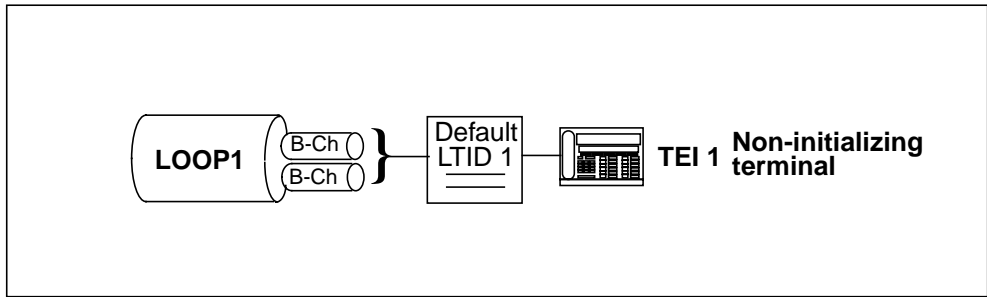 LOOP1
B-Ch
B-Ch
Default
LTID 1
TEI 1
Non-initializing
terminal